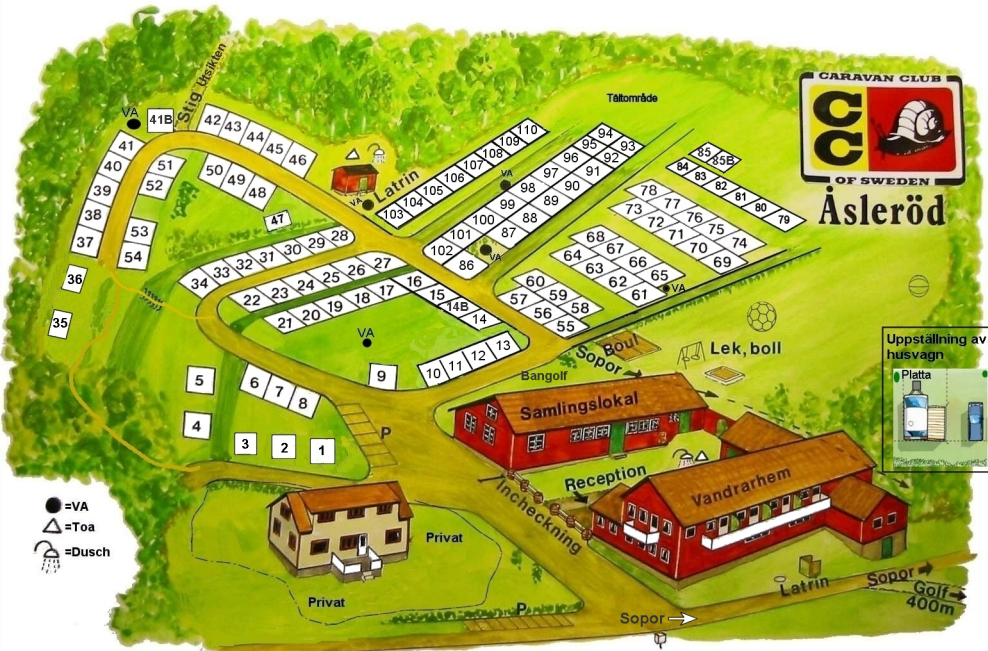 CARAVAN CLUB
C
C
OF SWEDEN
Åsleröd
Tältområde
Stig Utsikten
VA
41B
42
43
44
45
46
41
40
39
38
37
36
35
51
52
53
54
50
49
48
47
Latrin
VA
103
104
105
106
107
108
109
110
VA
94
95
93
96
92
97
91
98
90
99
89
100
88
101
87
102
86
VA
85
85B
84
83
82
81
80
79
78
77
76
75
74
73
72
71
70
69
68
67
66
65
64
63
62
61
VA
60
59
58
57
56
55
34
33
32
31
30
29
28
22
23
24
25
26
27
21
20
19
18
17
16
15
14B
14
VA
9
10
11
12
13
5
4
6
7
8
3
2
1
P
Bangolf
Sopor
Boul
Lek, boll
Uppställning av
husvagn
Platta
Samlingslokal
Reception
Incheckning
Vandrarhem
=VA
=Toa
=Dusch
Privat
Privat
P
Latrin
Sopor
Golf
400m
Sopor